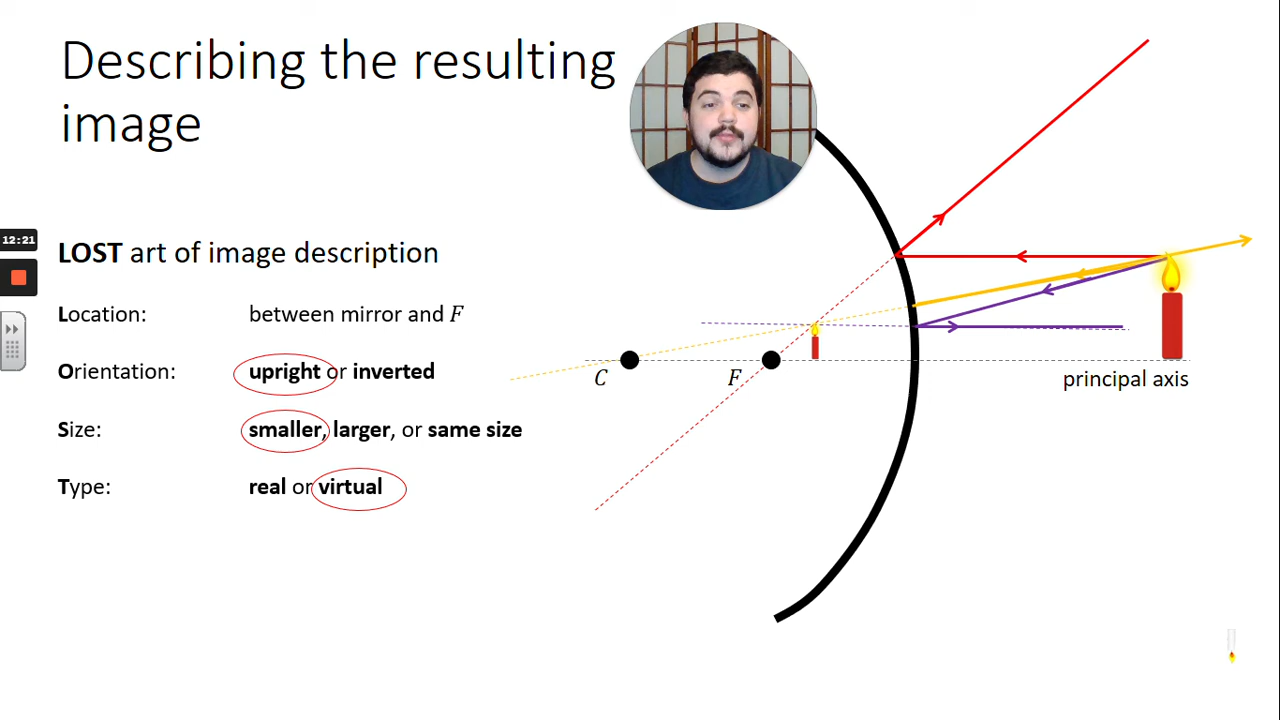 Describing the resulting
image
12:21
LOST art of image description
Location: between mirror and F
Orientation: upright or inverted
Size: smaller, larger, or same size
Type: real or virtual
C
F
principal axis